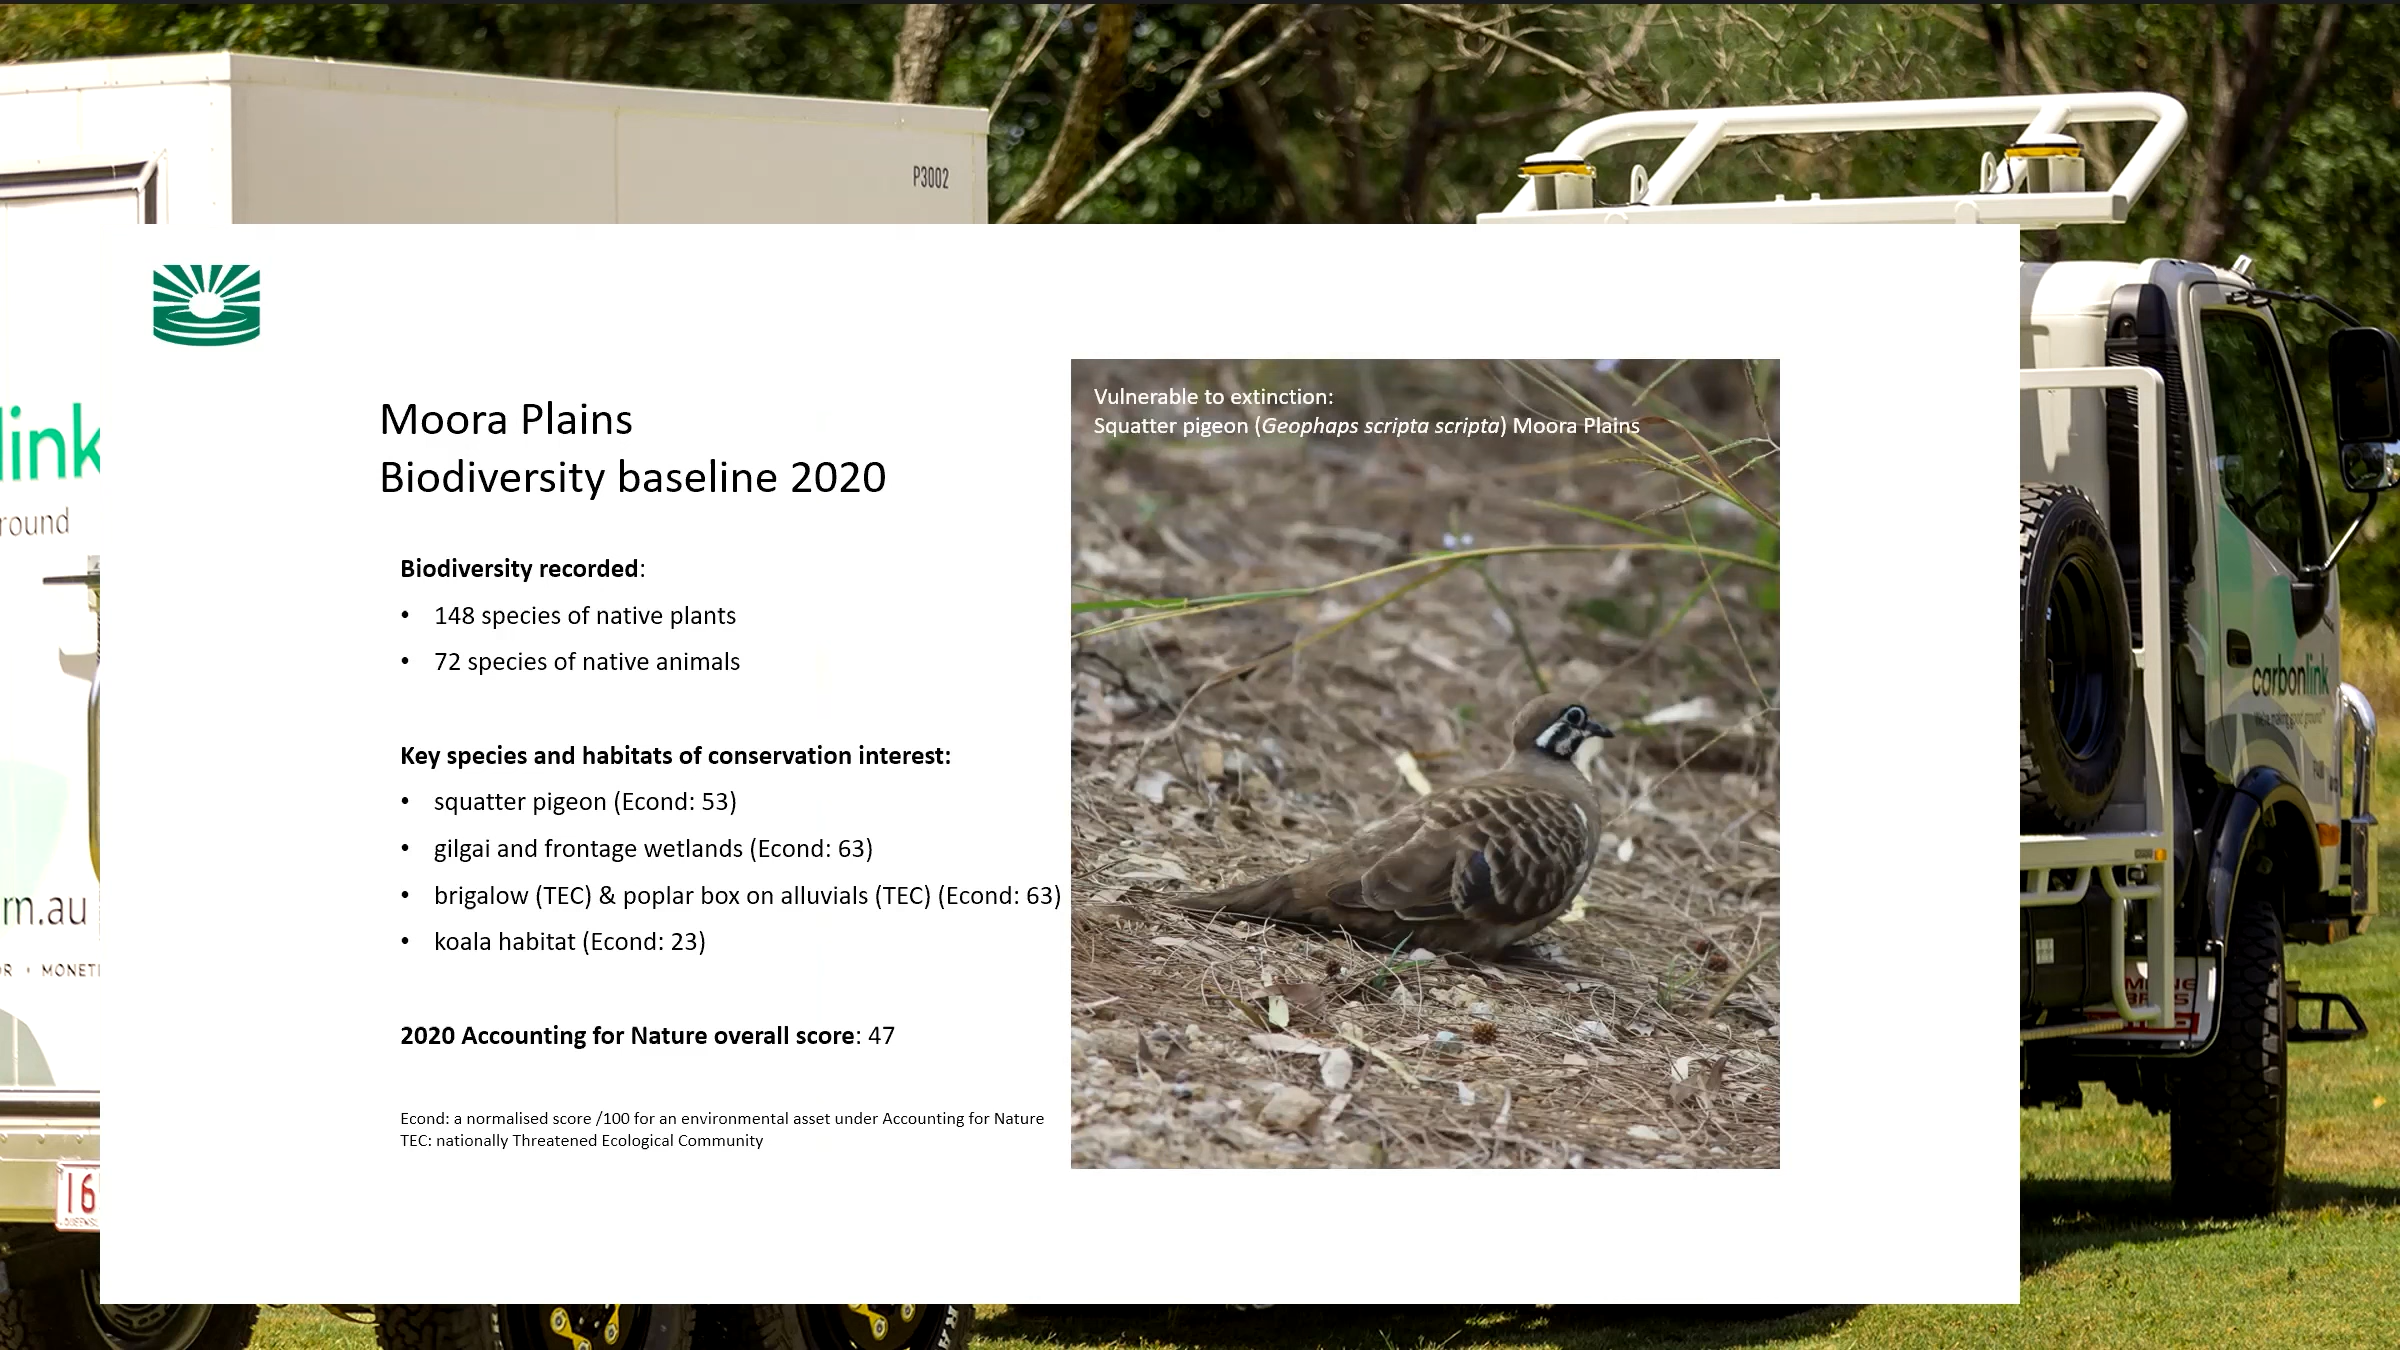 P3002
link
round
rn.au
OR • MONETI
16
Moora Plains
Biodiversity baseline 2020
Biodiversity recorded:
• 148 species of native plants
• 72 species of native animals
Key species and habitats of conservation interest:
• squatter pigeon (Econd: 53)
• gilgai and frontage wetlands (Econd: 63)
• brigalow (TEC) & poplar box on alluvials (TEC) (Econd: 63)
• koala habitat (Econd: 23)
2020 Accounting for Nature overall score: 47
Econd: a normalised score /100 for an environmental asset under Accounting for Nature
TEC: nationally Threatened Ecological Community
Vulnerable to extinction:
Squatter pigeon (Geophaps scripta scripta) Moora Plains
carbonlink